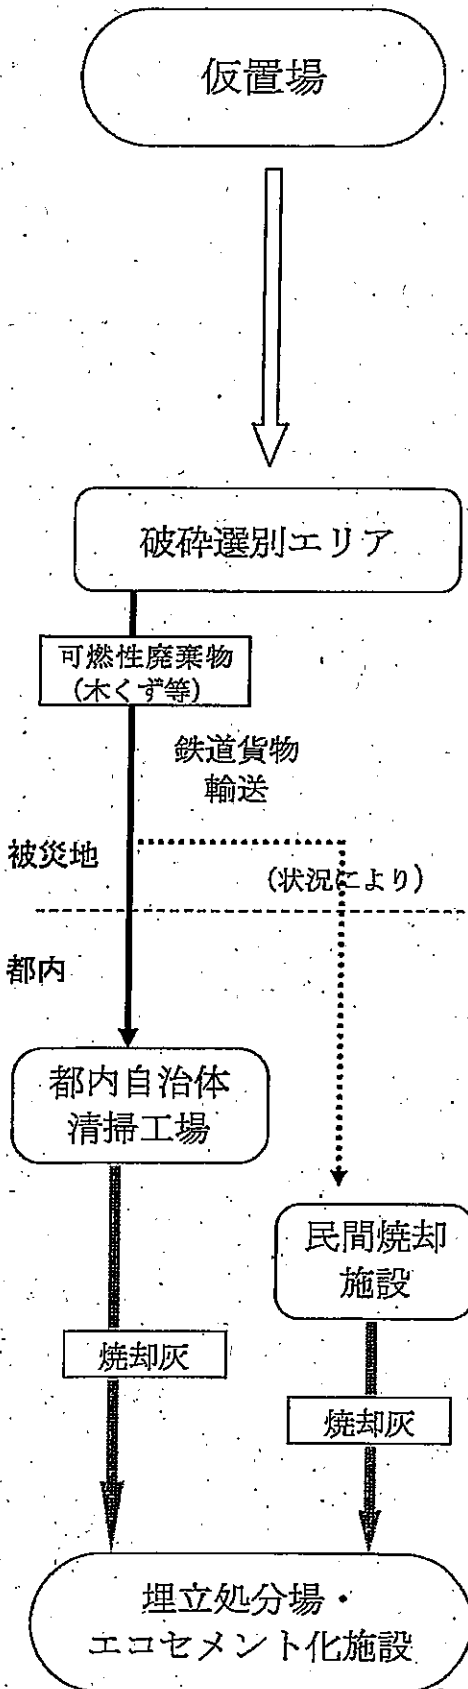 仮置場
破砕選別エリア
可燃性廃棄物
(木くず等)
鉄道貨物
輸送
被災地
(状況により)
都内
都内自治体
清掃工場
民間焼却
施設
焼却灰
焼却灰
埋立処分場・
エコセメント化施設